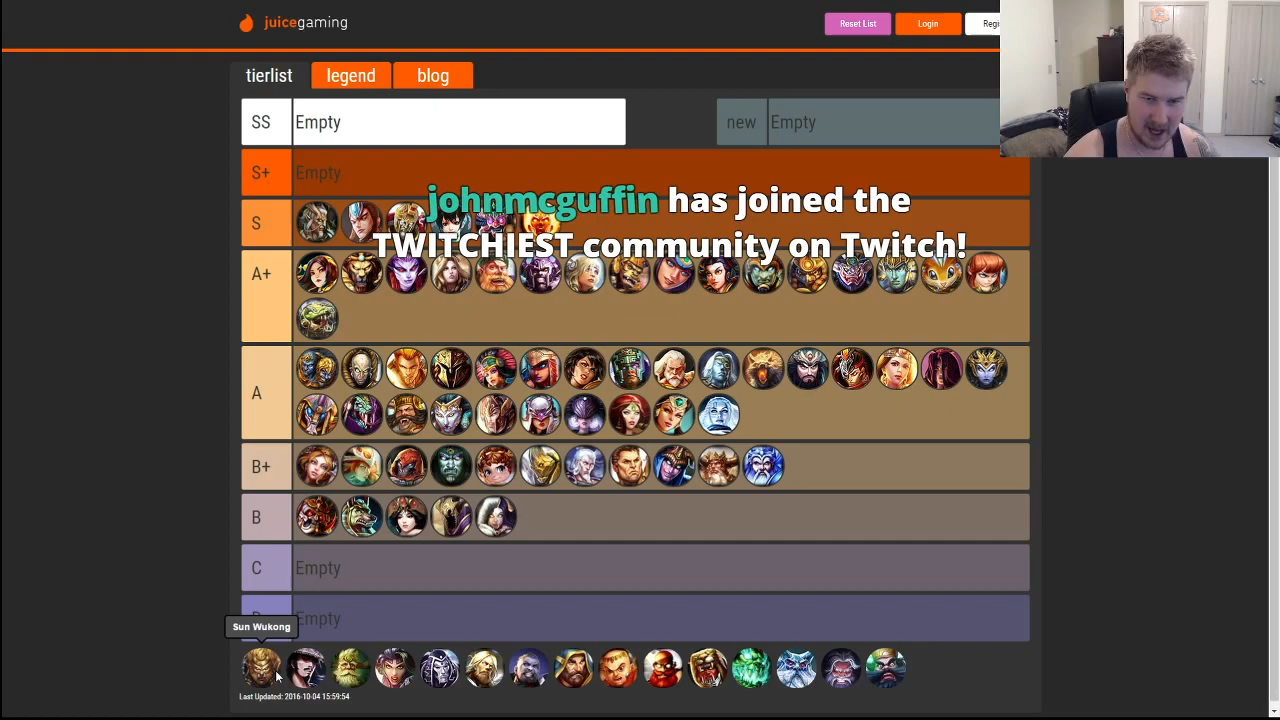 juicegaming
Reset List
Login
Regi
tierlist
legend
blog
SS
Empty
new
Empty
S+
Empty
johnmcguffin has joined the
TWITCHIEST community on Twitch!
S
A+
A
B+
B
C
Empty
Empty
Sun Wukong
Last Updated: 2016-10-04 15:59:54